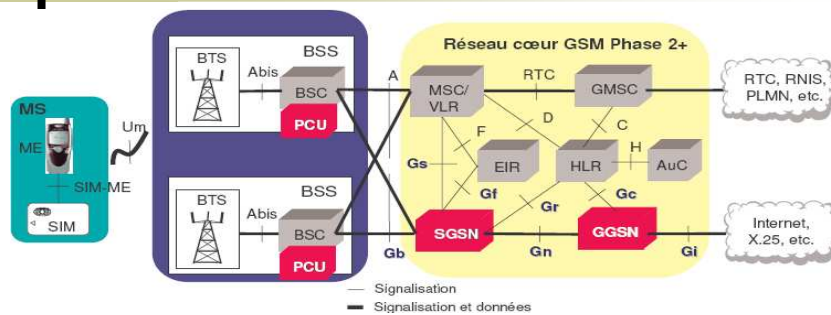 Réseau cœur GSM Phase 2+
BSS
BTS
Abis
BSC
PCU
A
MSC/
VLR
RTC
GMSC
RTC, RNIS,
PLMN, etc.
MS
ME
Um
SIM-ME
SIM
F
D
C
Gs
EIR
HLR
H
AuC
Gf
Gr
Gc
BSS
BTS
Abis
BSC
PCU
Gb
SGSN
Gn
GGSN
Gi
Internet,
X.25, etc.
Signalisation
Signalisation et données